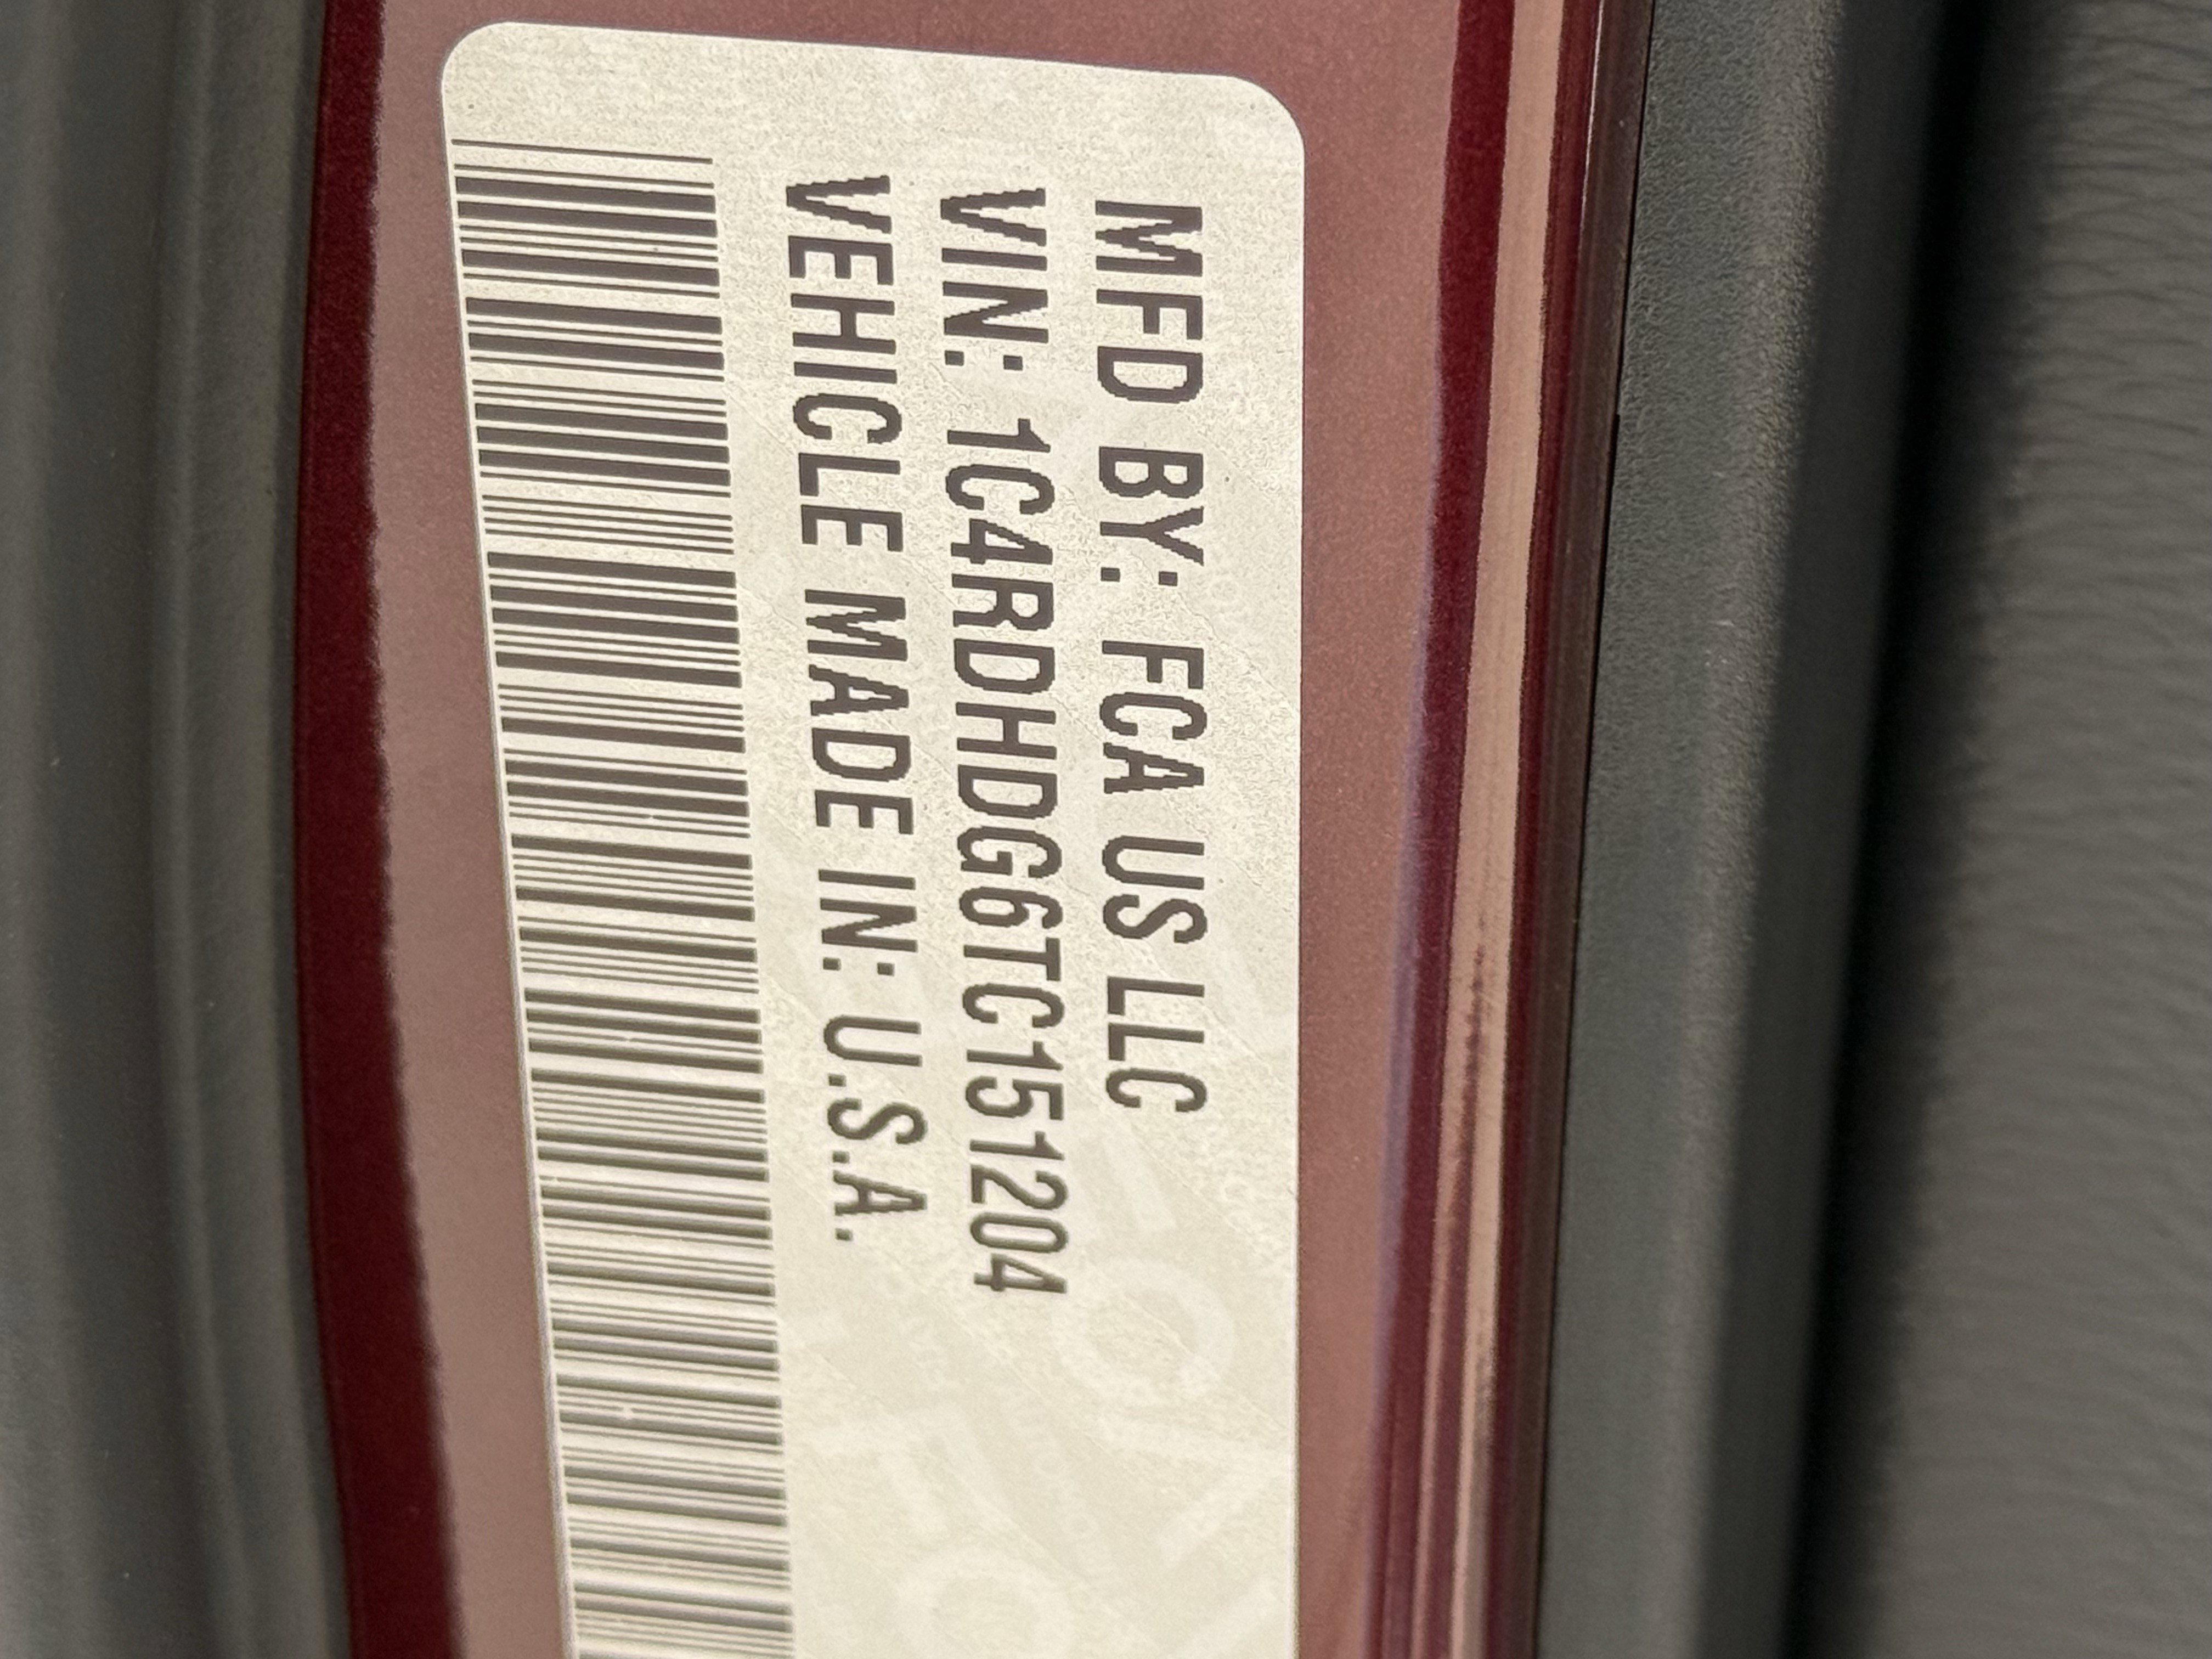 MFD BY: FCA US LLC
VIN: 1C4RDHDG6TC151204
VEHICLE MADE IN: U.S.A.